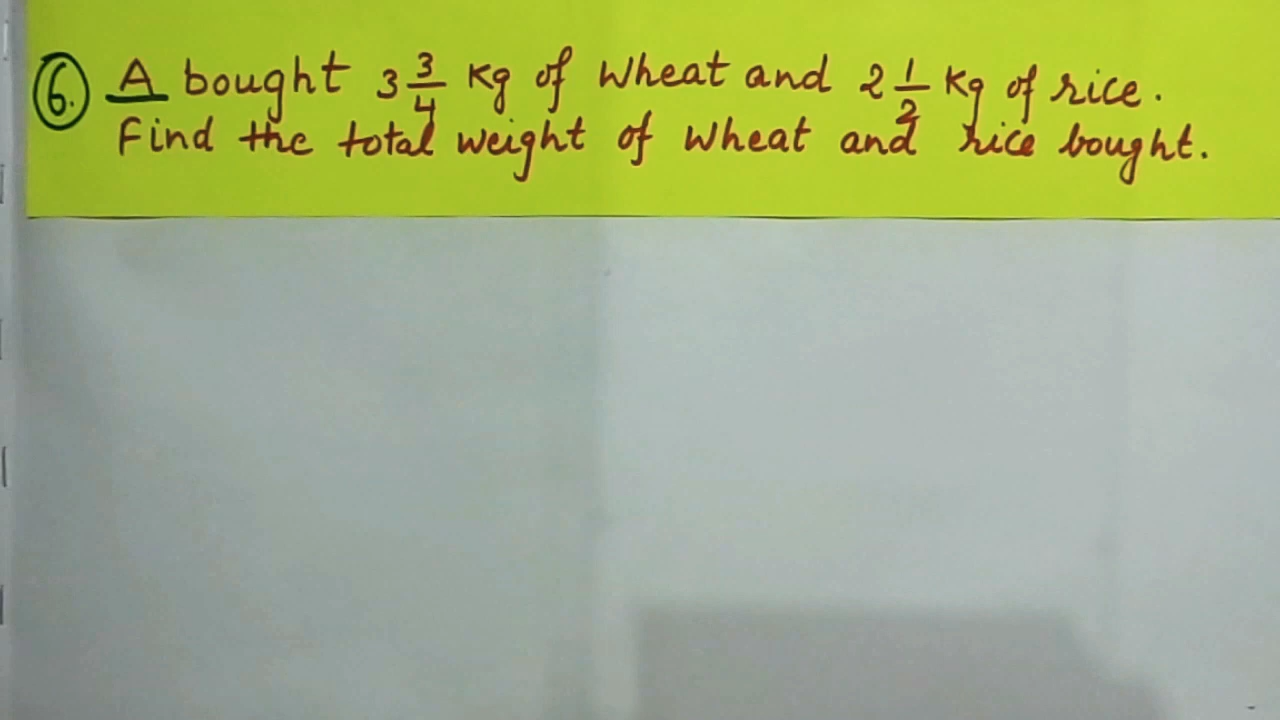 6. A bought 3 3/4 Kg of wheat and 2 1/2 Kg of rice.
Find the total weight of wheat and rice bought.